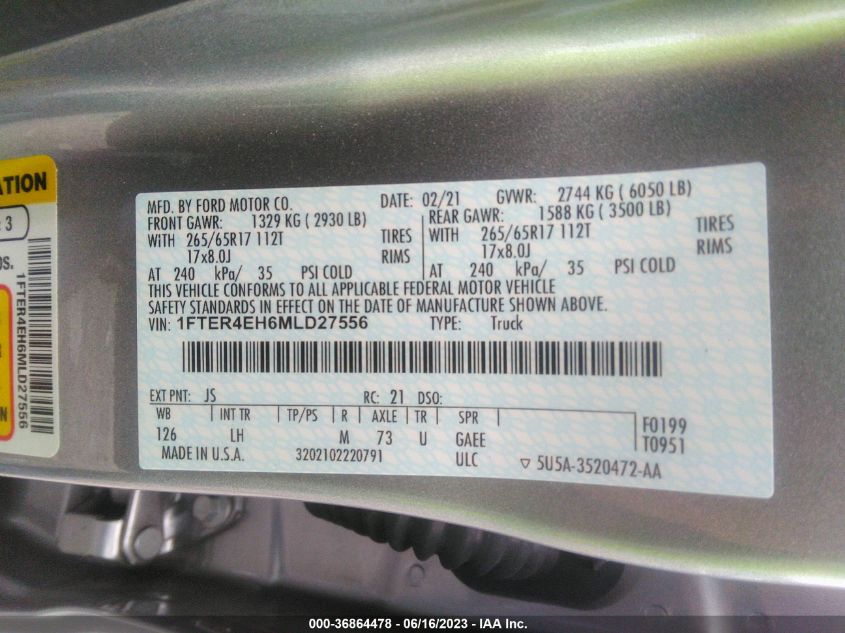 ATION
: 3
OS.
1FTER4EH6MLD27556
N
MFD. BY FORD MOTOR CO. DATE: 02/21 GVWR: 2744 KG ( 6050 LB)
FRONT GAWR: 1329 KG ( 2930 LB) REAR GAWR: 1588 KG ( 3500 LB)
WITH 265/65R17 112T TIRES WITH 265/65R17 112T TIRES
17x8.0J RIMS 17x8.0J RIMS
AT 240 kPa/ 35 PSI COLD AT 240 kPa/ 35 PSI COLD
THIS VEHICLE CONFORMS TO ALL APPLICABLE FEDERAL MOTOR VEHICLE
SAFETY STANDARDS IN EFFECT ON THE DATE OF MANUFACTURE SHOWN ABOVE.
VIN: 1FTER4EH6MLD27556 TYPE: Truck
EXT PNT: JS RC: 21 DSO:
WB INT TR TP/PS R AXLE TR SPR F0199
126 LH M 73 U GAEE T0951
MADE IN U.S.A. 3202102220791 ULC ▽ 5U5A-3520472-AA
000-36864478 - 06/16/2023 - IAA Inc.